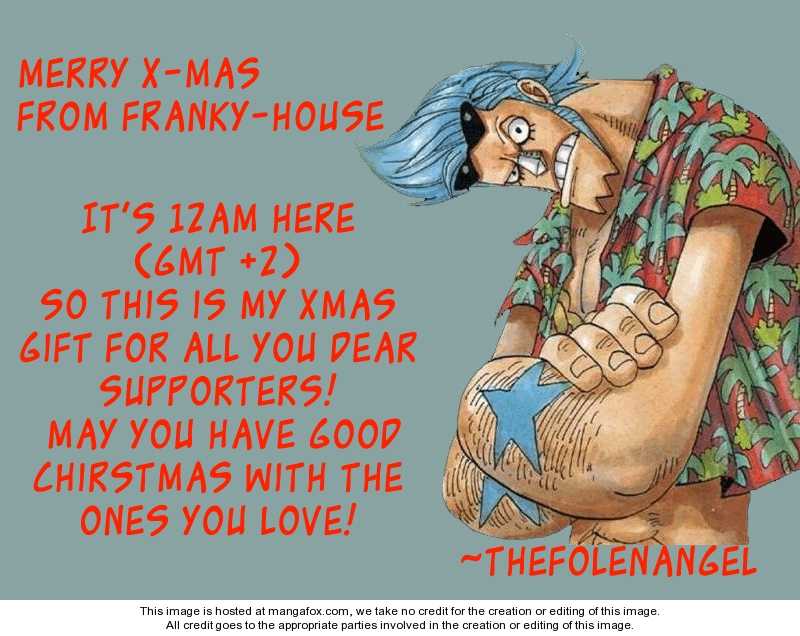 MERRY X-MAS
FROM FRANKY-HOUSE
IT'S 12AM HERE
(GMT +2)
SO THIS IS MY XMAS
GIFT FOR ALL YOU DEAR
SUPPORTERS!
MAY YOU HAVE GOOD
CHIRSTMAS WITH THE
ONES YOU LOVE!
~THEFOLENANGEL
This image is hosted at mangafox.com, we take no credit for the creation or editing of this image.
All credit goes to the appropriate parties involved in the creation or editing of this image.